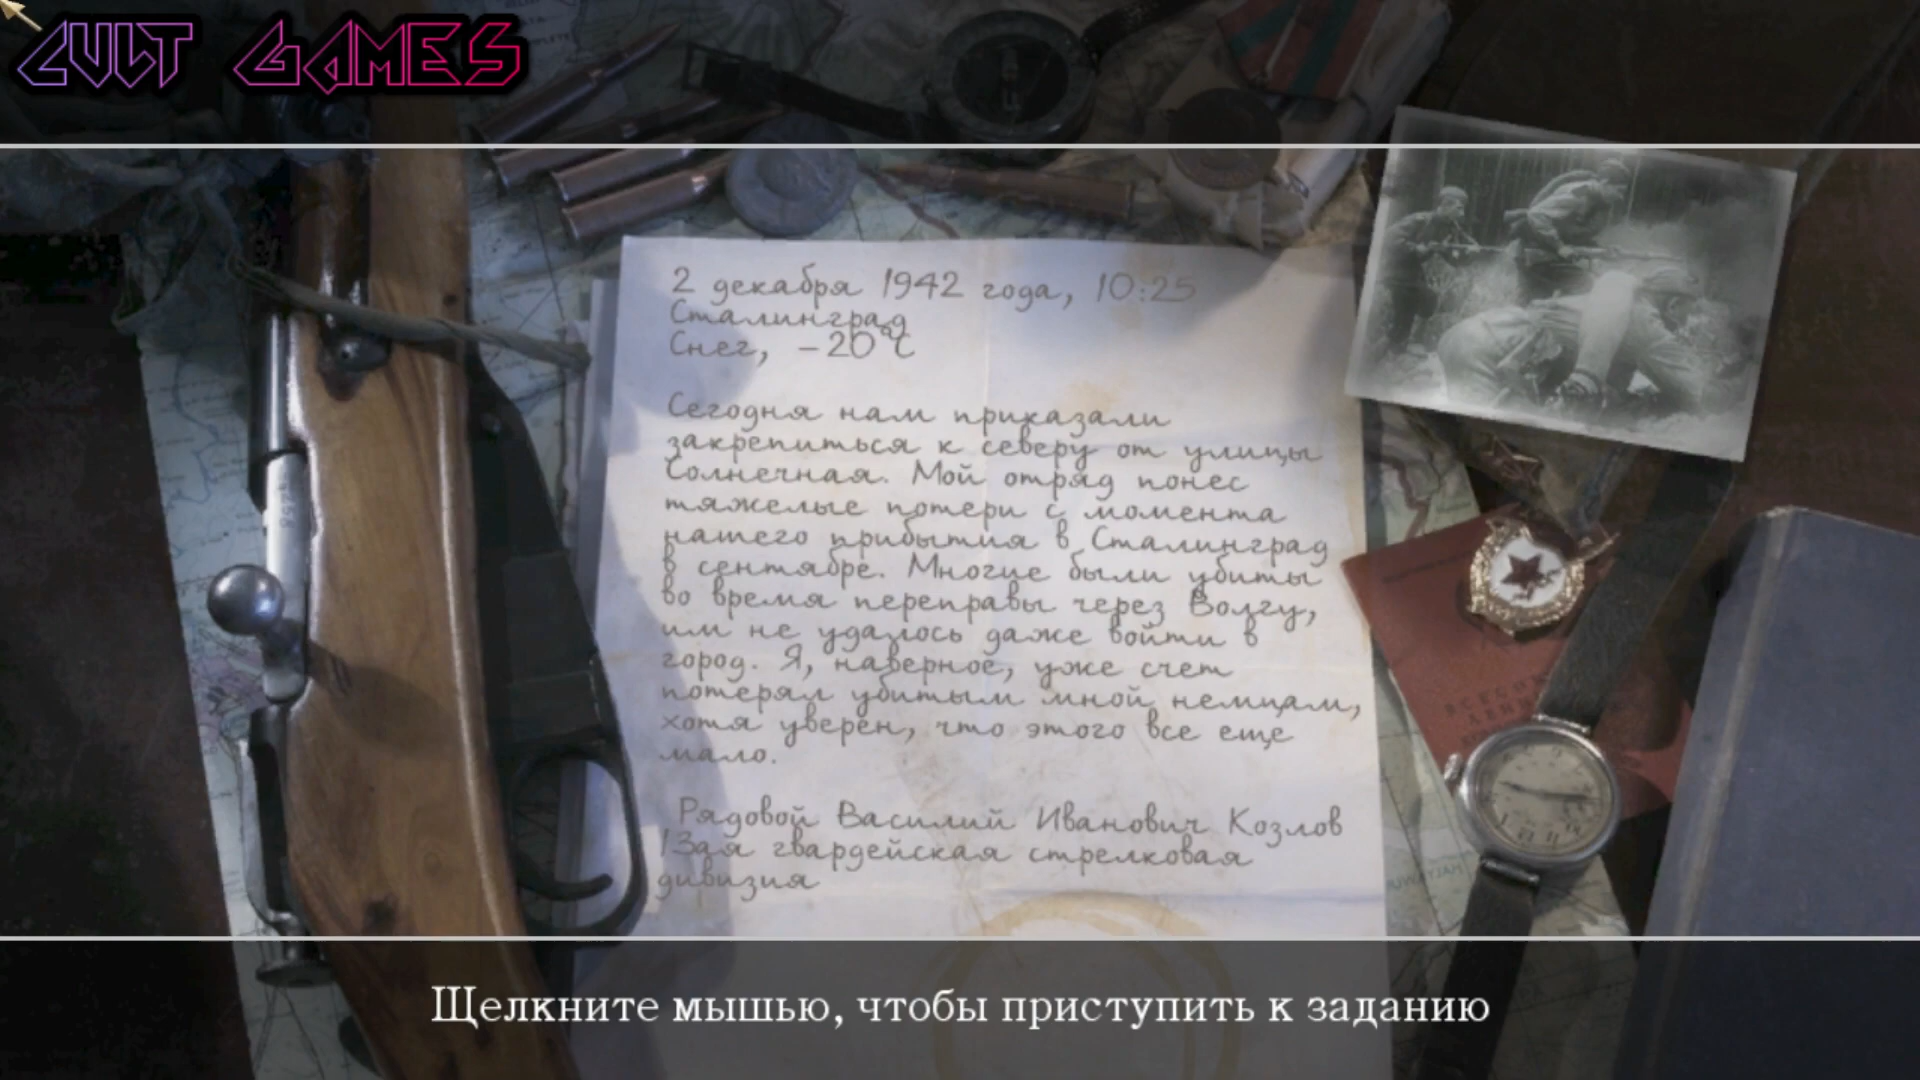 CULT GAMES
2 декабря 1942 года, 10:25
Сталинград
Снег, -20°C
Сегодня нам приказали
закрепиться к северу от улицы
Солнечная. Мой отряд понес
тяжелые потери с момента
нашего прибытия в Сталинград
в сентябре. Многие были убиты
во время переправы через Волгу,
им не удалось даже войти в
город. Я, наверное, уже счет
потерял убитым мной немцам,
хотя уверен, что этого все еще
мало.
Рядовой Василий Иванович Козлов
13ая гвардейская стрелковая
дивизия
Щелкните мышью, чтобы приступить к заданию